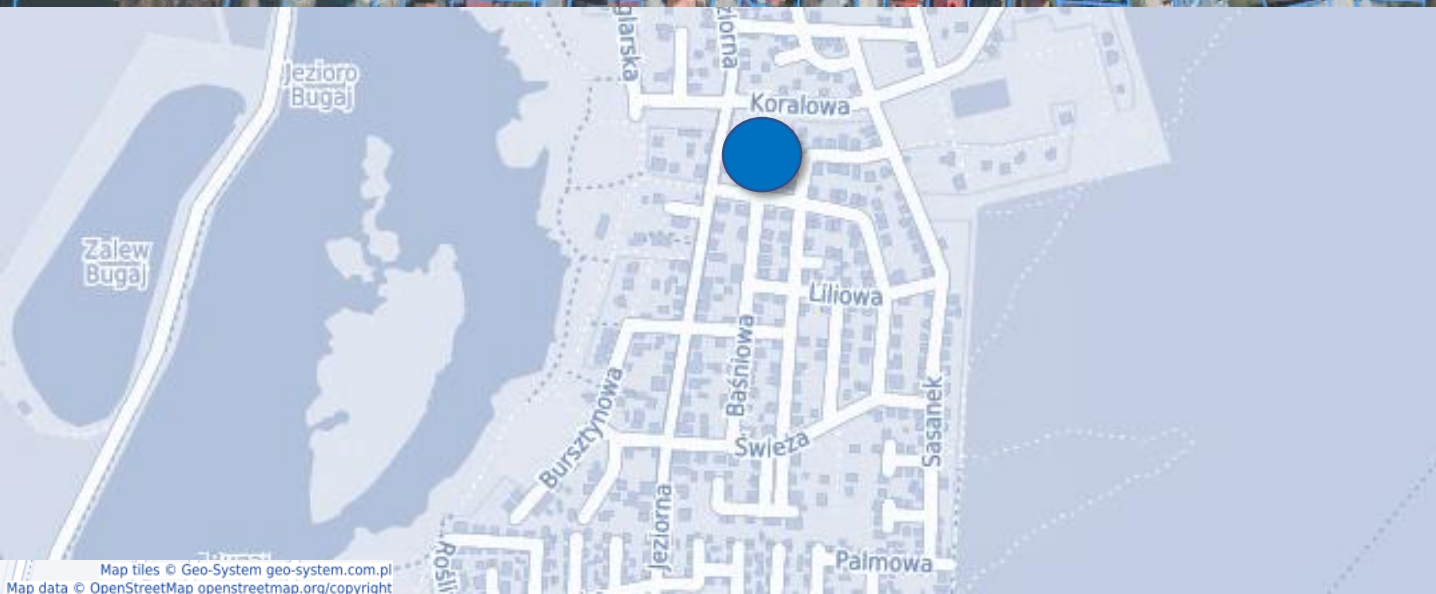 Jezioro
Bugaj
Koralowa
Zalew
Bugaj
Liliowa
Baśniowa
Bursztynowa
Świeża
Sasanek
Jeziorna
Palmowa
Map tiles © Geo-System geo-system.com.pl
Map data © OpenStreetMap openstreetmap.org/copyright